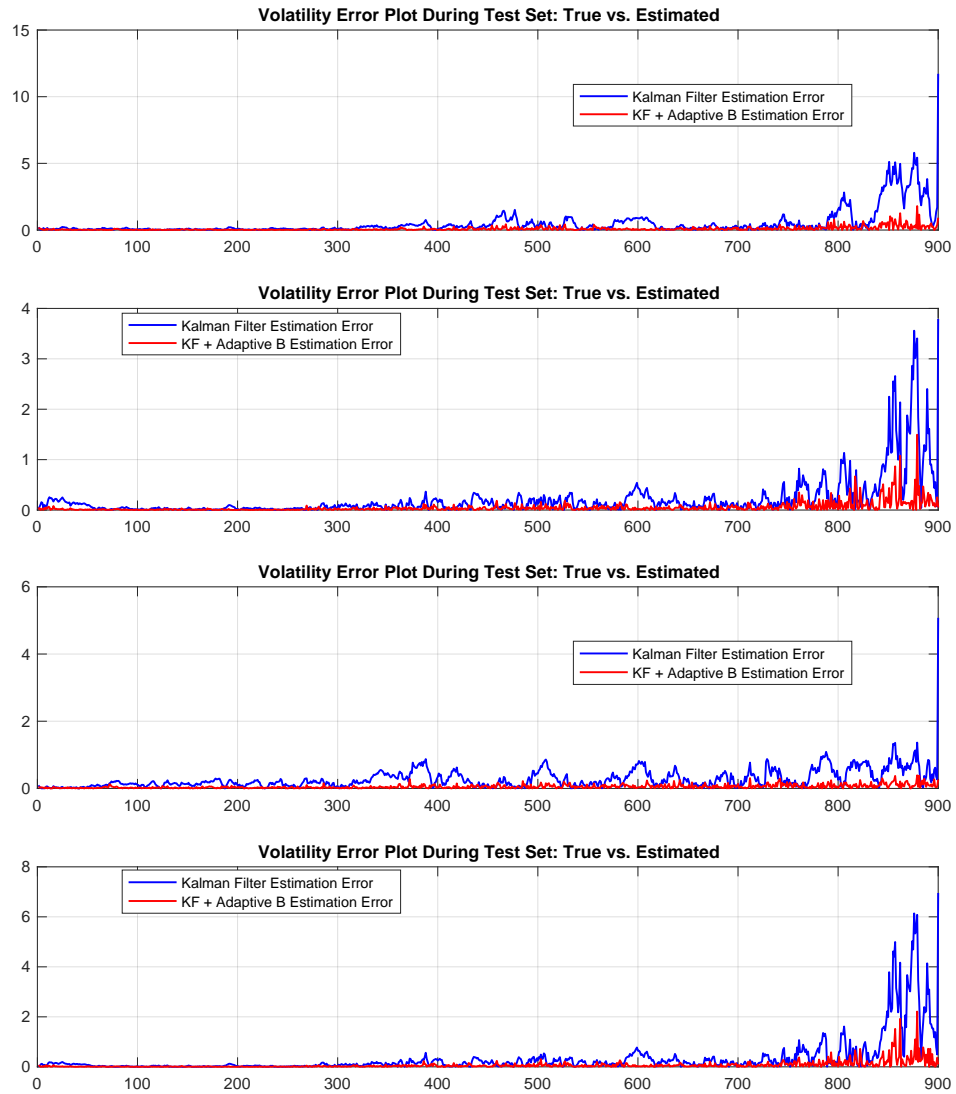 Volatility Error Plot During Test Set: True vs. Estimated
15
10
5
0
Kalman Filter Estimation Error
KF + Adaptive B Estimation Error
0 100 200 300 400 500 600 700 800 900
Volatility Error Plot During Test Set: True vs. Estimated
4
3
2
1
0
Kalman Filter Estimation Error
KF + Adaptive B Estimation Error
0 100 200 300 400 500 600 700 800 900
Volatility Error Plot During Test Set: True vs. Estimated
6
4
2
0
Kalman Filter Estimation Error
KF + Adaptive B Estimation Error
0 100 200 300 400 500 600 700 800 900
Volatility Error Plot During Test Set: True vs. Estimated
8
6
4
2
0
Kalman Filter Estimation Error
KF + Adaptive B Estimation Error
0 100 200 300 400 500 600 700 800 900